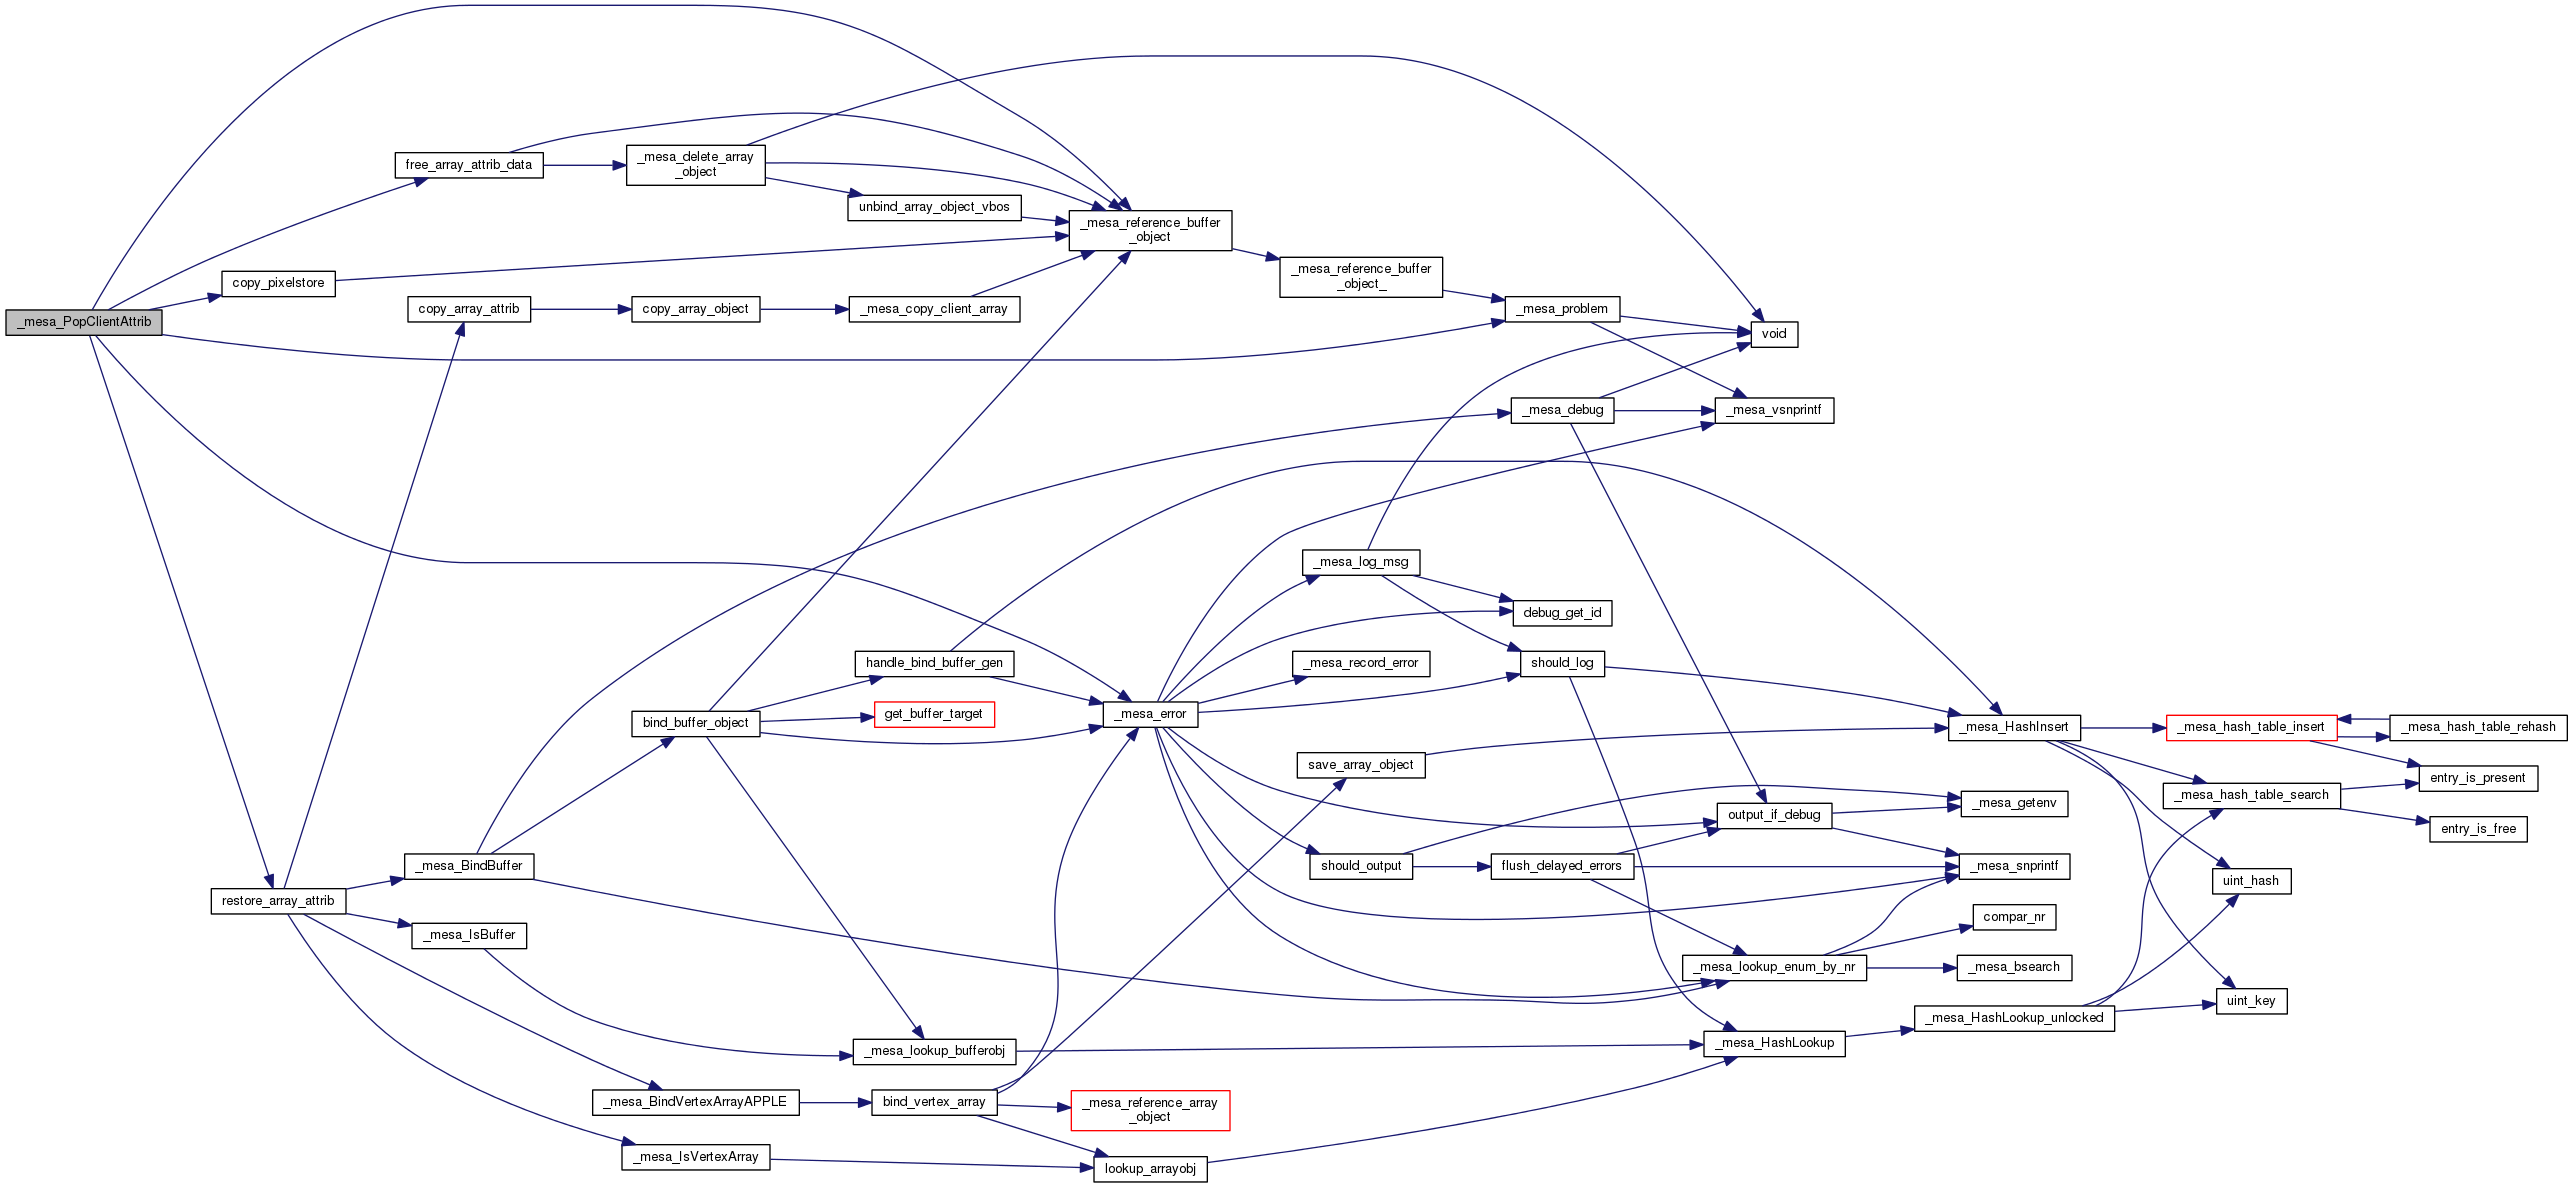 _mesa_PopClientAttrib
free_array_attrib_data
copy_pixelstore
copy_array_attrib
restore_array_attrib
_mesa_BindBuffer
_mesa_IsBuffer
_mesa_delete_array
_object
unbind_array_object_vbos
copy_array_object
_mesa_copy_client_array
_mesa_reference_buffer
_object
_mesa_reference_buffer
_object_
_mesa_problem
void
_mesa_debug
_mesa_vsnprintf
_mesa_log_msg
debug_get_id
handle_bind_buffer_gen
_mesa_record_error
should_log
bind_buffer_object
get_buffer_target
_mesa_error
save_array_object
_mesa_HashInsert
_mesa_hash_table_insert
_mesa_hash_table_rehash
entry_is_present
_mesa_hash_table_search
entry_is_free
_mesa_getenv
output_if_debug
should_output
flush_delayed_errors
_mesa_snprintf
uint_hash
compar_nr
_mesa_lookup_enum_by_nr
_mesa_bsearch
uint_key
_mesa_HashLookup_unlocked
_mesa_HashLookup
_mesa_lookup_bufferobj
_mesa_BindVertexArrayAPPLE
bind_vertex_array
_mesa_reference_array
_object
_mesa_IsVertexArray
lookup_arrayobj